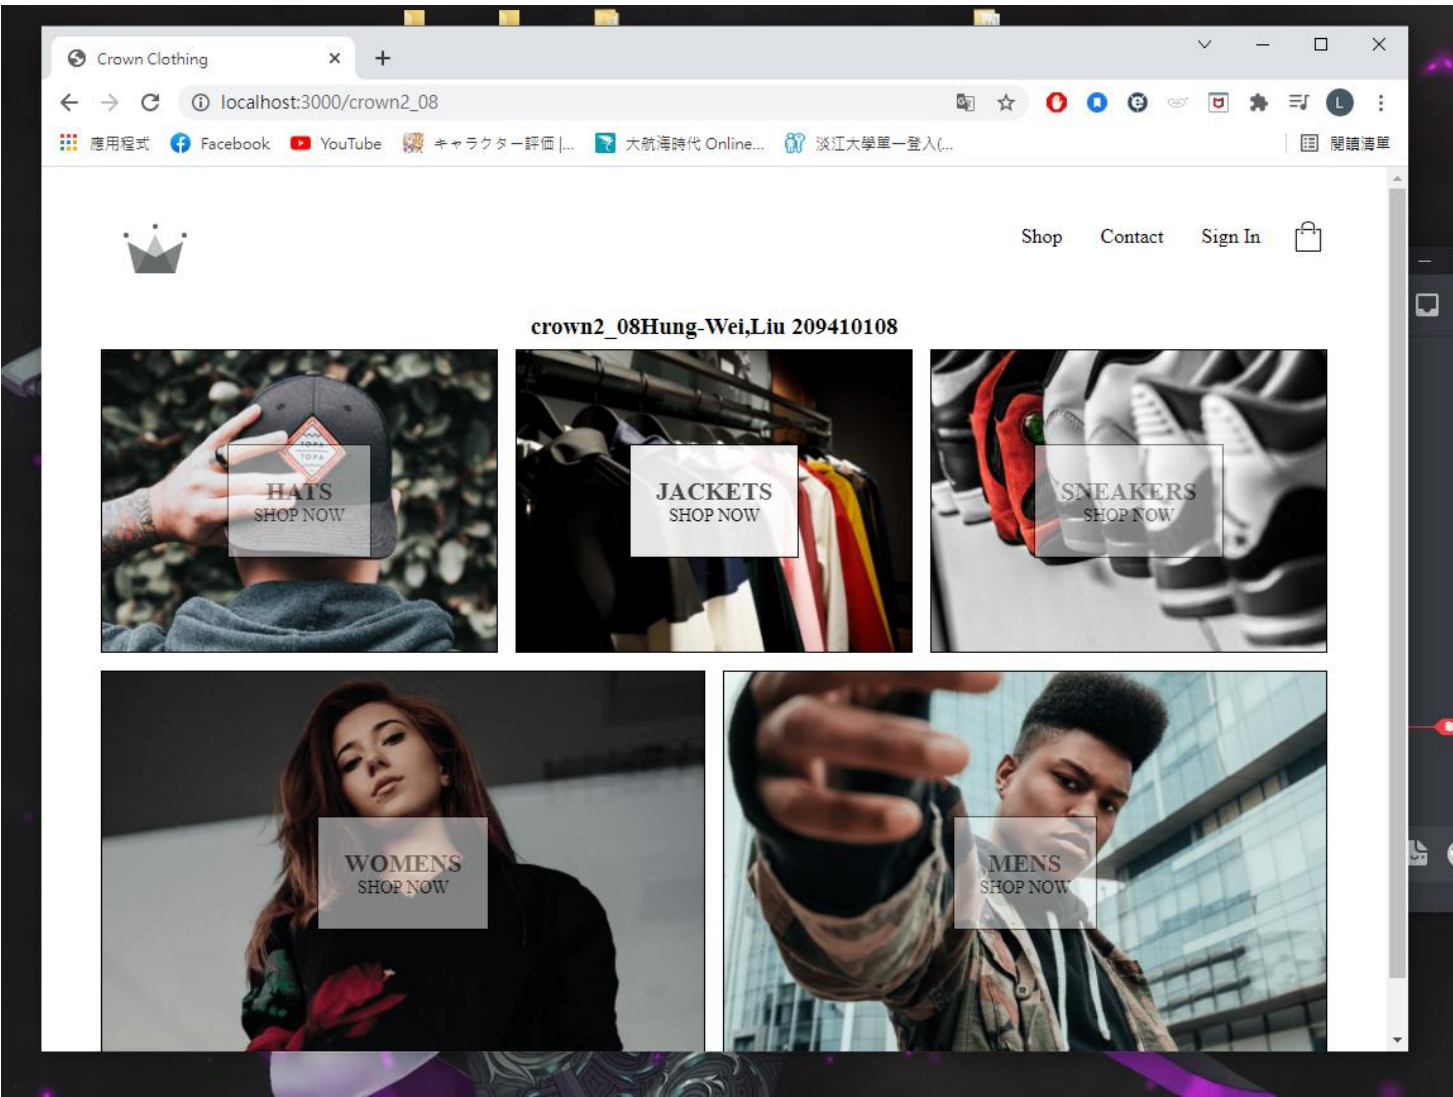 Crown Clothing
localhost:3000/crown2_08
L
應用程式 Facebook YouTube キャラクター評価 |... 大航海時代 Online... 淡江大學單一登入(... 閱讀清單
Shop Contact Sign In
crown2_08Hung-Wei,Liu 209410108
TOPA
TOPA
HATS
SHOP NOW
JACKETS
SHOP NOW
SNEAKERS
SHOP NOW
WOMENS
SHOP NOW
MENS
SHOP NOW